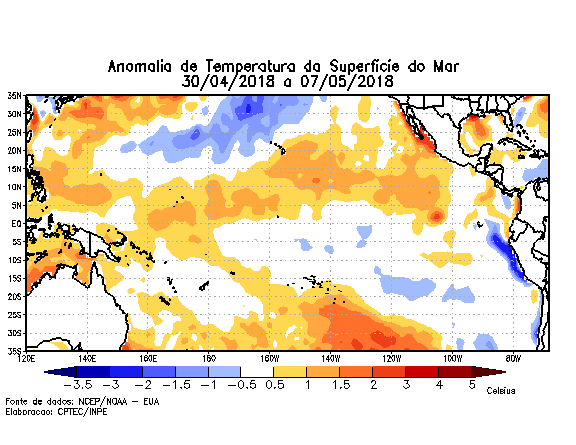 Anomalia de Temperatura da Superfície do Mar
30/04/2018 a 07/05/2018
35N
30N
25N
20N
15N
10N
5N
EQ
5S
10S
15S
20S
25S
30S
35S
120E 140E 160E 180 160W 140W 120W 100W 80W
-3.5 -3 -2 -1.5 -1 -0.5 0.5 1 1.5 2 3 4 5
Celsius
Fonte de dados: NCEP/NOAA - EUA
Elaboracao: CPTEC/INPE